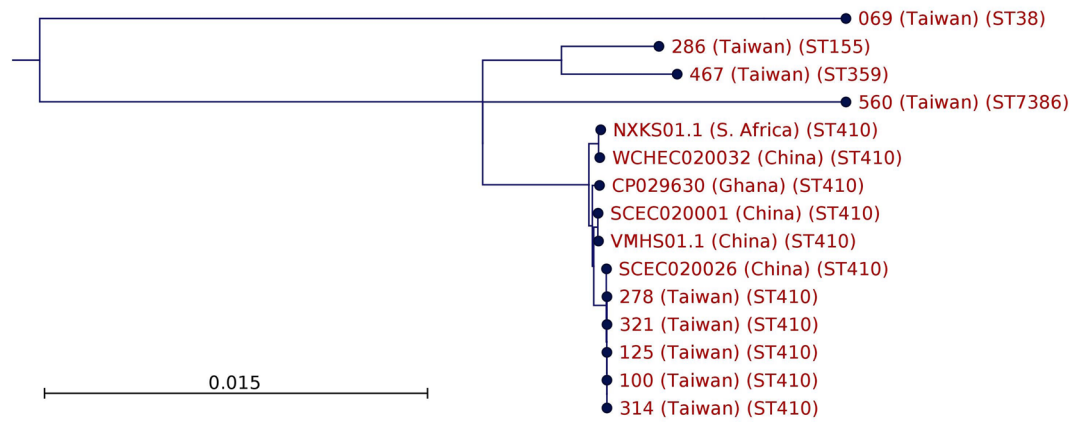 069 (Taiwan) (ST38)
286 (Taiwan) (ST155)
467 (Taiwan) (ST359)
560 (Taiwan) (ST7386)
NXKS01.1 (S. Africa) (ST410)
WCHEC020032 (China) (ST410)
CP029630 (Ghana) (ST410)
SCEC020001 (China) (ST410)
VMHS01.1 (China) (ST410)
SCEC020026 (China) (ST410)
278 (Taiwan) (ST410)
321 (Taiwan) (ST410)
125 (Taiwan) (ST410)
100 (Taiwan) (ST410)
314 (Taiwan) (ST410)
0.015